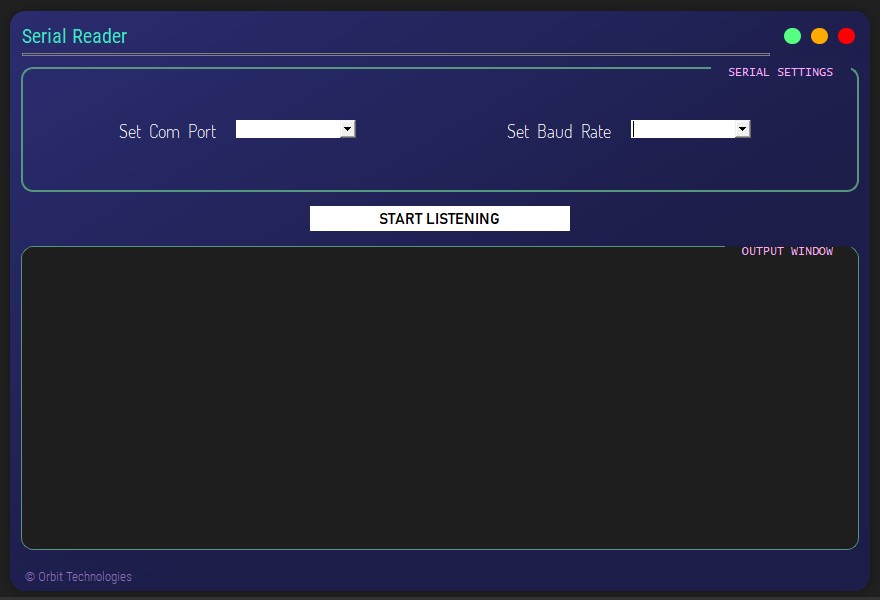 Serial Reader
SERIAL SETTINGS
Set Com Port
Set Baud Rate
START LISTENING
OUTPUT WINDOW
© Orbit Technologies